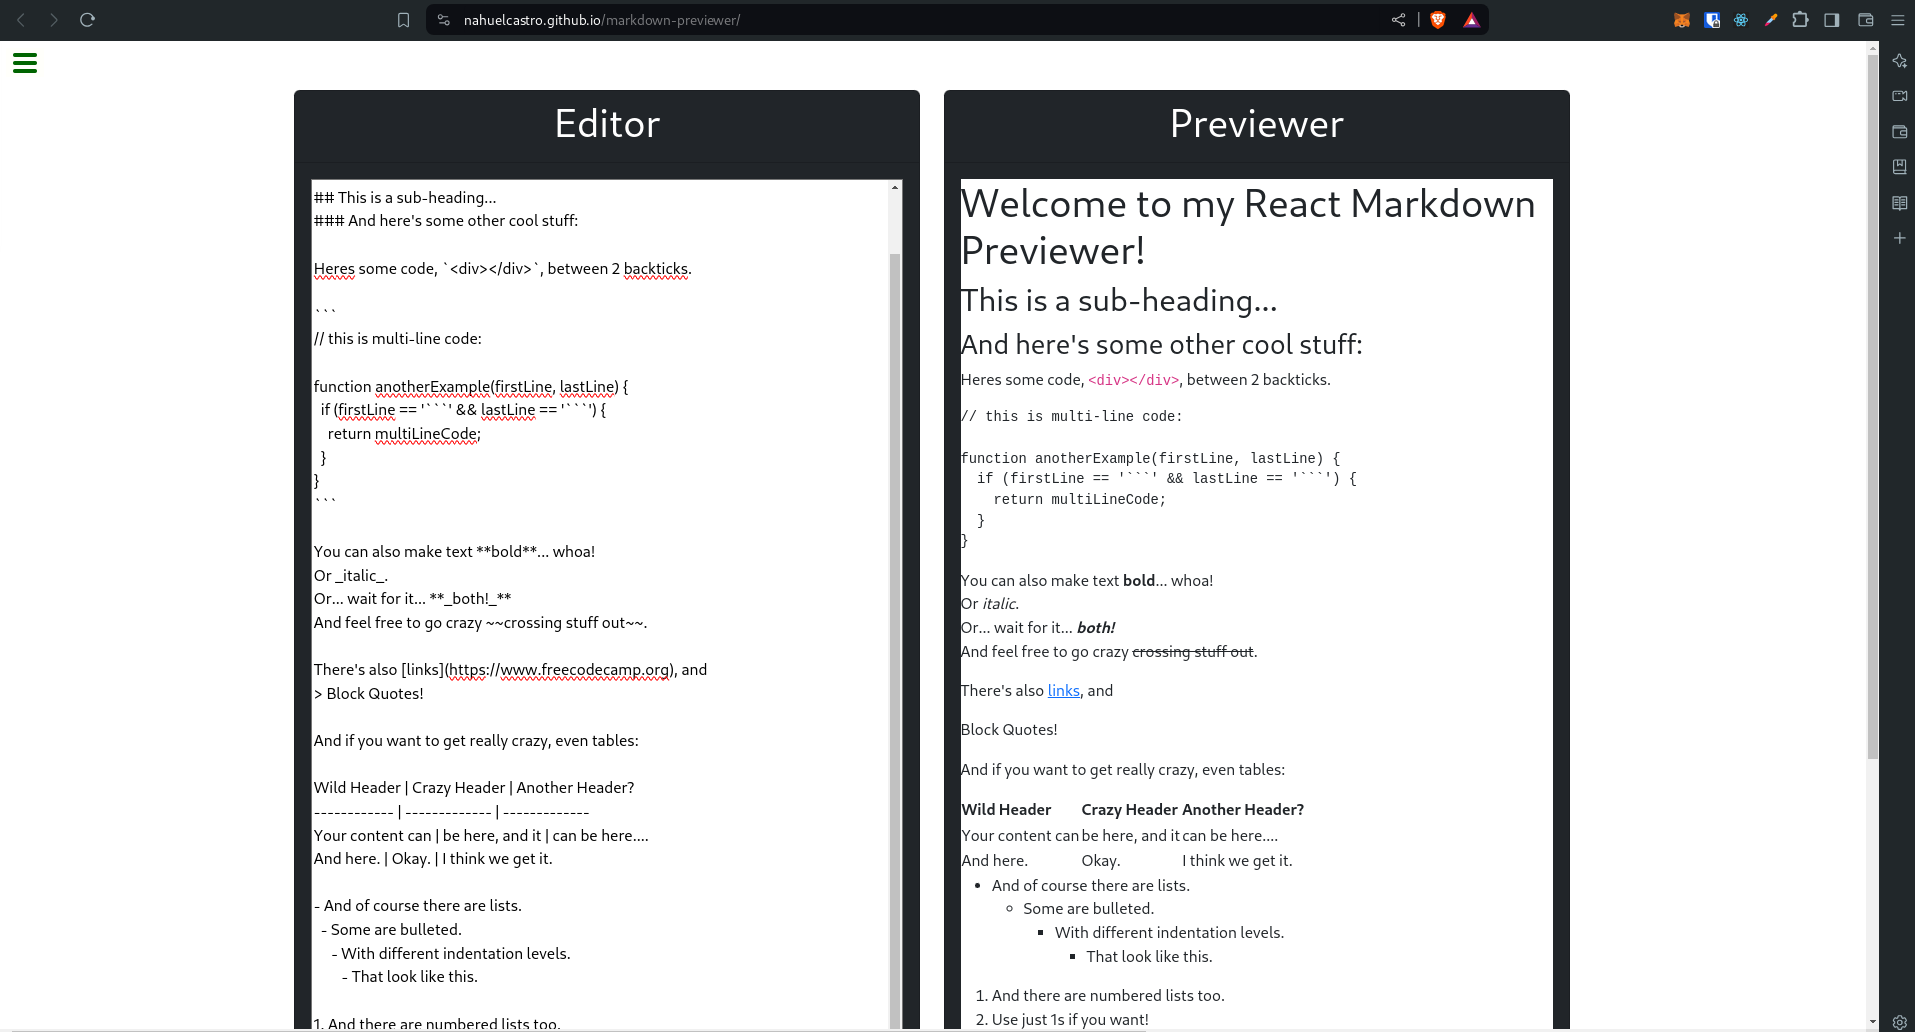 nahuelcastro.github.io/markdown-previewer/
Editor
## This is a sub-heading...
### And here's some other cool stuff:
Heres some code, `<div></div>`, between 2 backticks.
```
// this is multi-line code:
function anotherExample(firstLine, lastLine) {
  if (firstLine == '```' && lastLine == '```') {
    return multiLineCode;
  }
}
```
You can also make text **bold**... whoa!
Or _italic_.
Or... wait for it... **_both!_**
And feel free to go crazy ~~crossing stuff out~~.
There's also [links](https://www.freecodecamp.org), and
> Block Quotes!
And if you want to get really crazy, even tables:
Wild Header | Crazy Header | Another Header?
------------ | ------------- | -------------
Your content can | be here, and it | can be here....
And here. | Okay. | I think we get it.
- And of course there are lists.
  - Some are bulleted.
     - With different indentation levels.
        - That look like this.
1. And there are numbered lists too.
Previewer
Welcome to my React Markdown
Previewer!
This is a sub-heading...
And here's some other cool stuff:
Heres some code, <div></div>, between 2 backticks.
// this is multi-line code:
function anotherExample(firstLine, lastLine) {
  if (firstLine == '```' && lastLine == '```') {
    return multiLineCode;
  }
}
You can also make text bold... whoa!
Or italic.
Or... wait for it... both!
And feel free to go crazy crossing stuff out.
There's also links, and
Block Quotes!
And if you want to get really crazy, even tables:
Wild Header Crazy Header Another Header?
Your content can be here, and it can be here....
And here. Okay. I think we get it.
• And of course there are lists.
◦ Some are bulleted.
▪ With different indentation levels.
▪ That look like this.
1. And there are numbered lists too.
2. Use just 1s if you want!